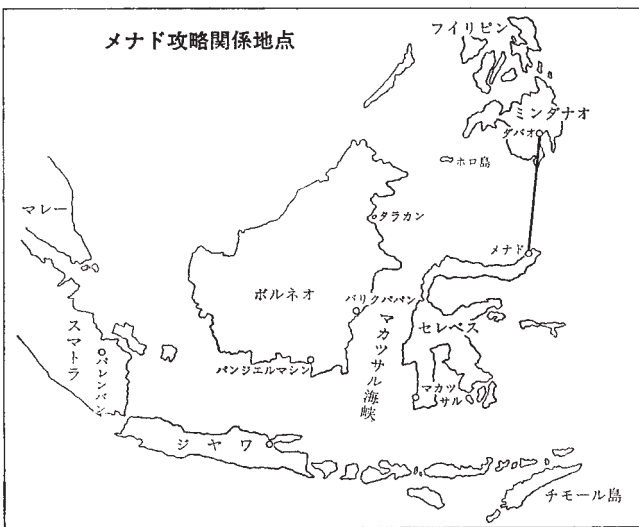 メナド攻略関係地点
フイリピン
ミンダナオ
ダバオ
ホロ島
マレー
タラカン
メナド
ボルネオ
バリクパパン
セレベス
スマトラ
パレンバン
バンジエルマシン
マカツサル海峡
マカツ
サル
ジヤワ
チモール島